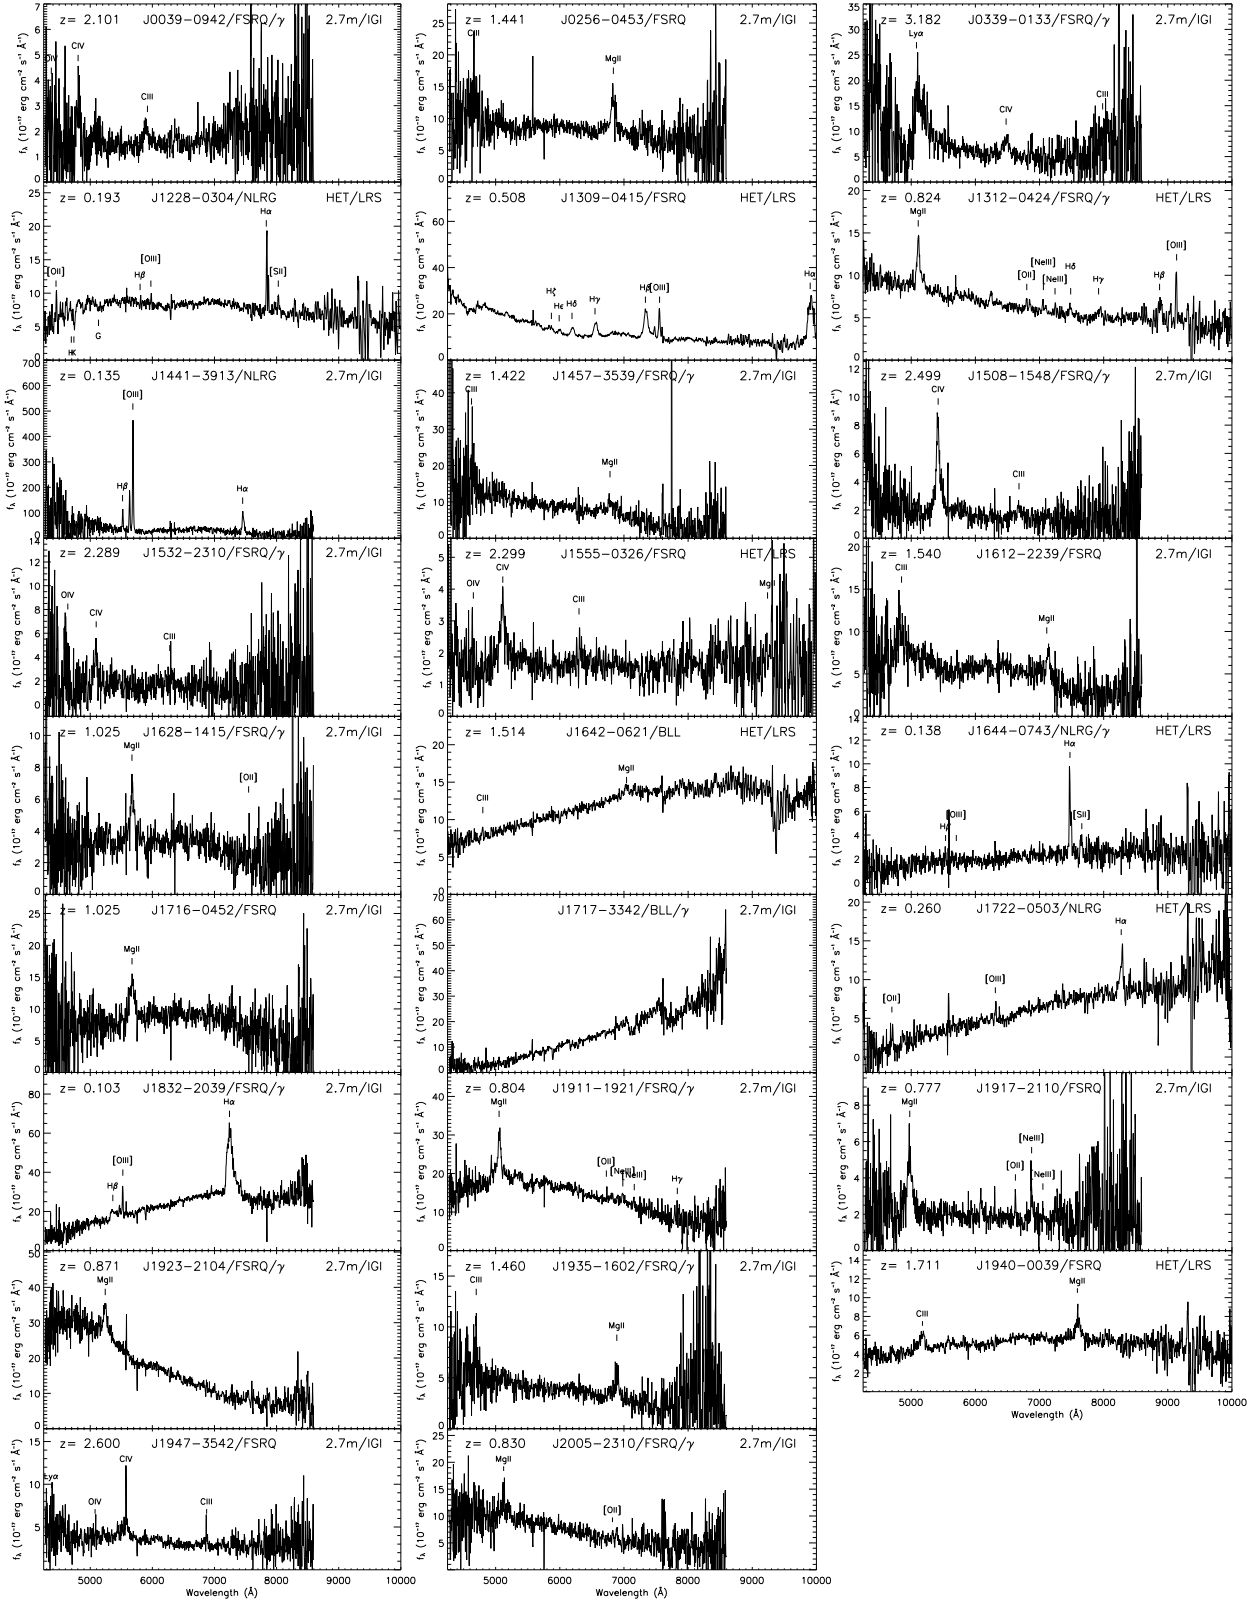 z= 2.101 J0039-0942/FSRQ/γ 2.7m/IGI
OIV CIV CIII
z= 1.441 J0256-0453/FSRQ 2.7m/IGI
CIII MgII
z= 3.182 J0339-0133/FSRQ/γ 2.7m/IGI
Lyα CIV CIII
z= 0.193 J1228-0304/NLRG HET/LRS
[OII] HK G Hβ [OIII] Hα [SII]
z= 0.508 J1309-0415/FSRQ HET/LRS
Hζ Hε Hδ Hγ Hβ [OIII] Hα
z= 0.824 J1312-0424/FSRQ HET/LRS
MgII [OII] [NeIII] [NeIII] Hδ Hγ Hβ [OIII]
z= 0.135 J1441-3913/NLRG 2.7m/IGI
Hβ [OIII] Hα
z= 1.422 J1457-3539/FSRQ/γ 2.7m/IGI
CIII MgII
z= 2.499 J1508-1548/FSRQ/γ 2.7m/IGI
CIV CIII
z= 2.289 J1532-2310/FSRQ/γ 2.7m/IGI
OIV CIV CIII
z= 2.299 J1555-0326/FSRQ HET/LRS
OIV CIV CIII MgII
z= 1.540 J1612-2239/FSRQ 2.7m/IGI
CIII MgII
z= 1.025 J1628-1415/FSRQ/γ 2.7m/IGI
MgII [OII]
z= 1.514 J1642-0621/BLL HET/LRS
CIII MgII
z= 0.138 J1644-0743/NLRG/γ HET/LRS
Hβ [OIII] Hα [SII]
z= 1.025 J1716-0452/FSRQ 2.7m/IGI
MgII
J1717-3342/BLL/γ 2.7m/IGI
z= 0.260 J1722-0503/NLRG HET/LRS
[OII] [OIII] Hα
z= 0.103 J1832-2039/FSRQ/γ 2.7m/IGI
Hβ [OIII] Hα
z= 0.804 J1911-1921/FSRQ/γ 2.7m/IGI
MgII [OII] [NeIII] [NeIII] Hγ
z= 0.777 J1917-2110/FSRQ 2.7m/IGI
MgII [OII] [NeIII] [NeIII]
z= 0.871 J1923-2104/FSRQ/γ 2.7m/IGI
MgII
z= 1.460 J1935-1602/FSRQ/γ 2.7m/IGI
CIII MgII
z= 1.711 J1940-0039/FSRQ HET/LRS
CIII MgII
5000 6000 7000 8000 9000 10000
Wavelength (Å)
z= 2.600 J1947-3542/FSRQ 2.7m/IGI
Lyα OIV CIV CIII
z= 0.830 J2005-2310/FSRQ/γ 2.7m/IGI
MgII [OII]
fλ (10⁻¹⁷ erg cm⁻² s⁻¹ Å⁻¹)
5000 6000 7000 8000 9000 10000
Wavelength (Å)
5000 6000 7000 8000 9000 10000
Wavelength (Å)